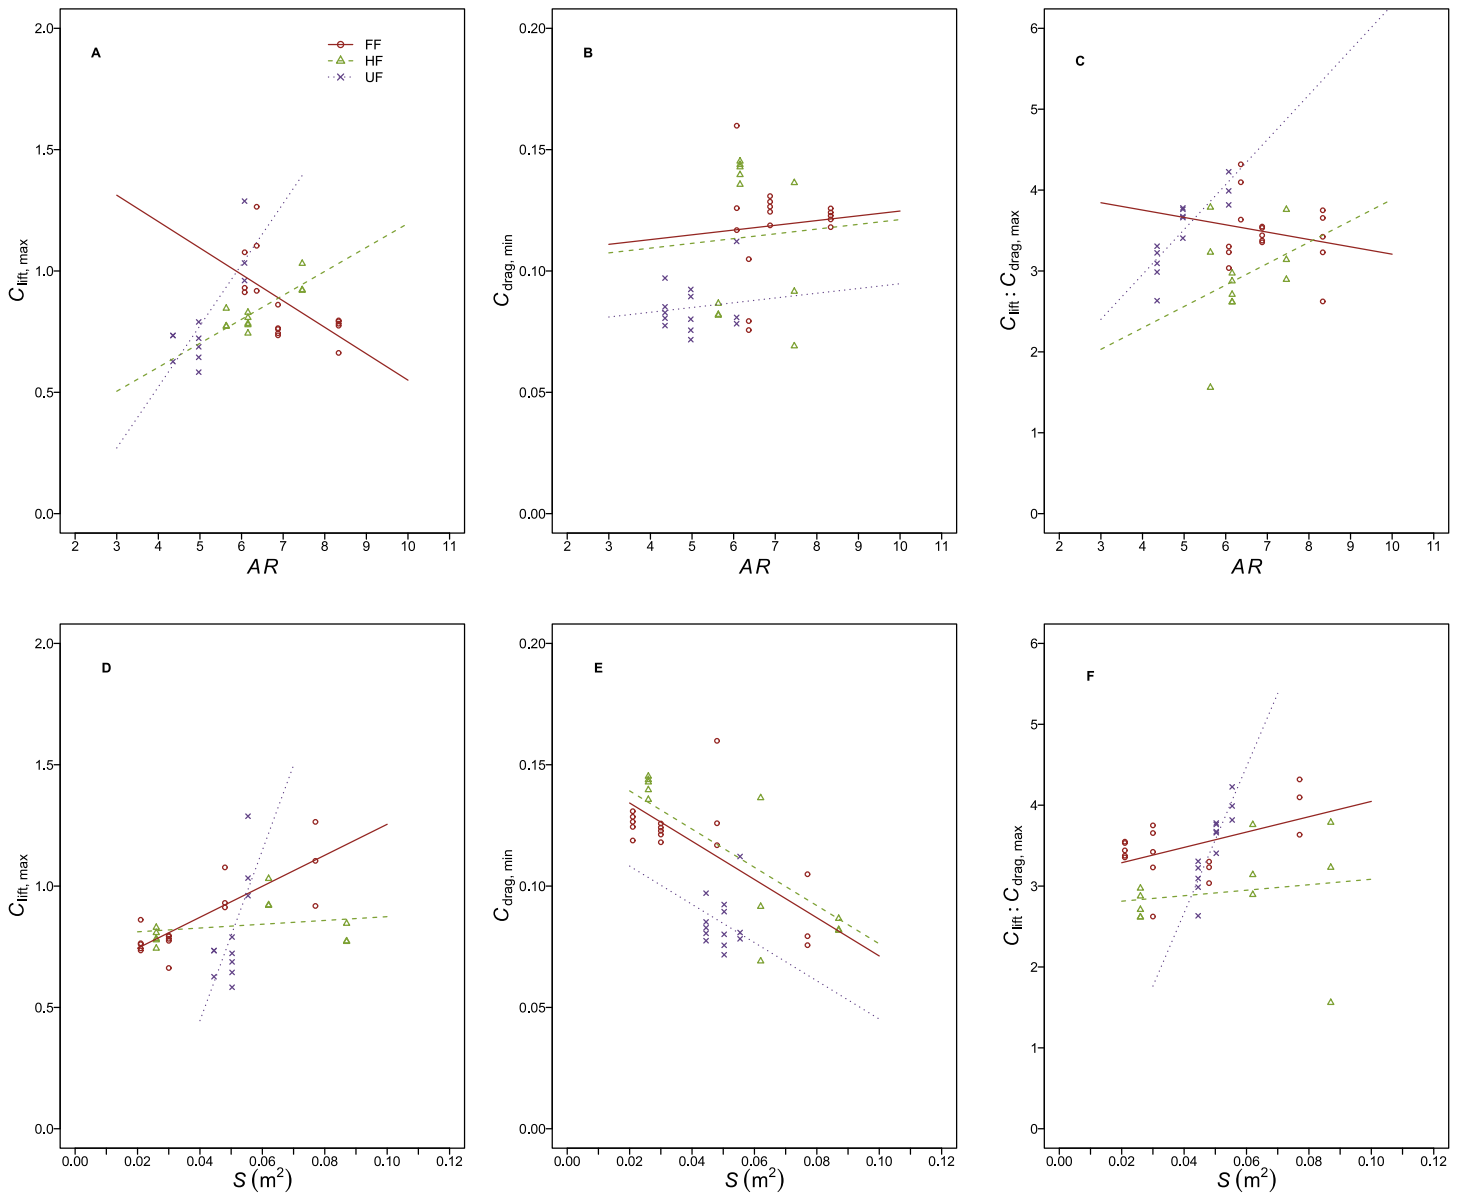 A
FF
HF
UF
C lift, max
2.0
1.5
1.0
0.5
0.0
2 3 4 5 6 7 8 9 10 11
AR
B
C drag, min
0.20
0.15
0.10
0.05
0.00
2 3 4 5 6 7 8 9 10 11
AR
C
C lift : C drag, max
6
5
4
3
2
1
0
2 3 4 5 6 7 8 9 10 11
AR
D
C lift, max
2.0
1.5
1.0
0.5
0.0
0.00 0.02 0.04 0.06 0.08 0.10 0.12
S (m²)
E
C drag, min
0.20
0.15
0.10
0.05
0.00
0.00 0.02 0.04 0.06 0.08 0.10 0.12
S (m²)
F
C lift : C drag, max
6
5
4
3
2
1
0
0.00 0.02 0.04 0.06 0.08 0.10 0.12
S (m²)